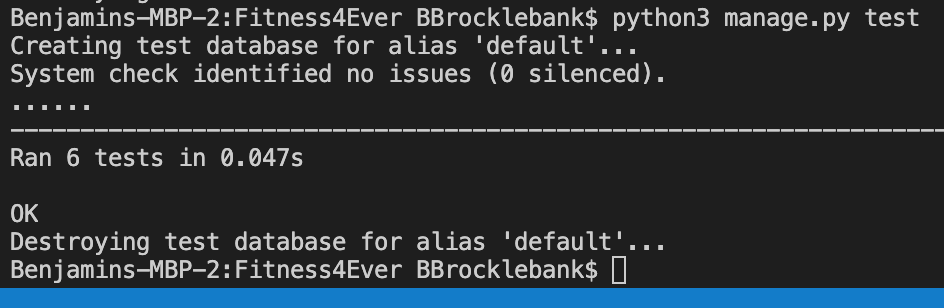 Benjamins-MBP-2:Fitness4Ever BBrocklebank$ python3 manage.py test
Creating test database for alias 'default'...
System check identified no issues (0 silenced).
......
----------------------------------------------------------------------
Ran 6 tests in 0.047s
OK
Destroying test database for alias 'default'...
Benjamins-MBP-2:Fitness4Ever BBrocklebank$